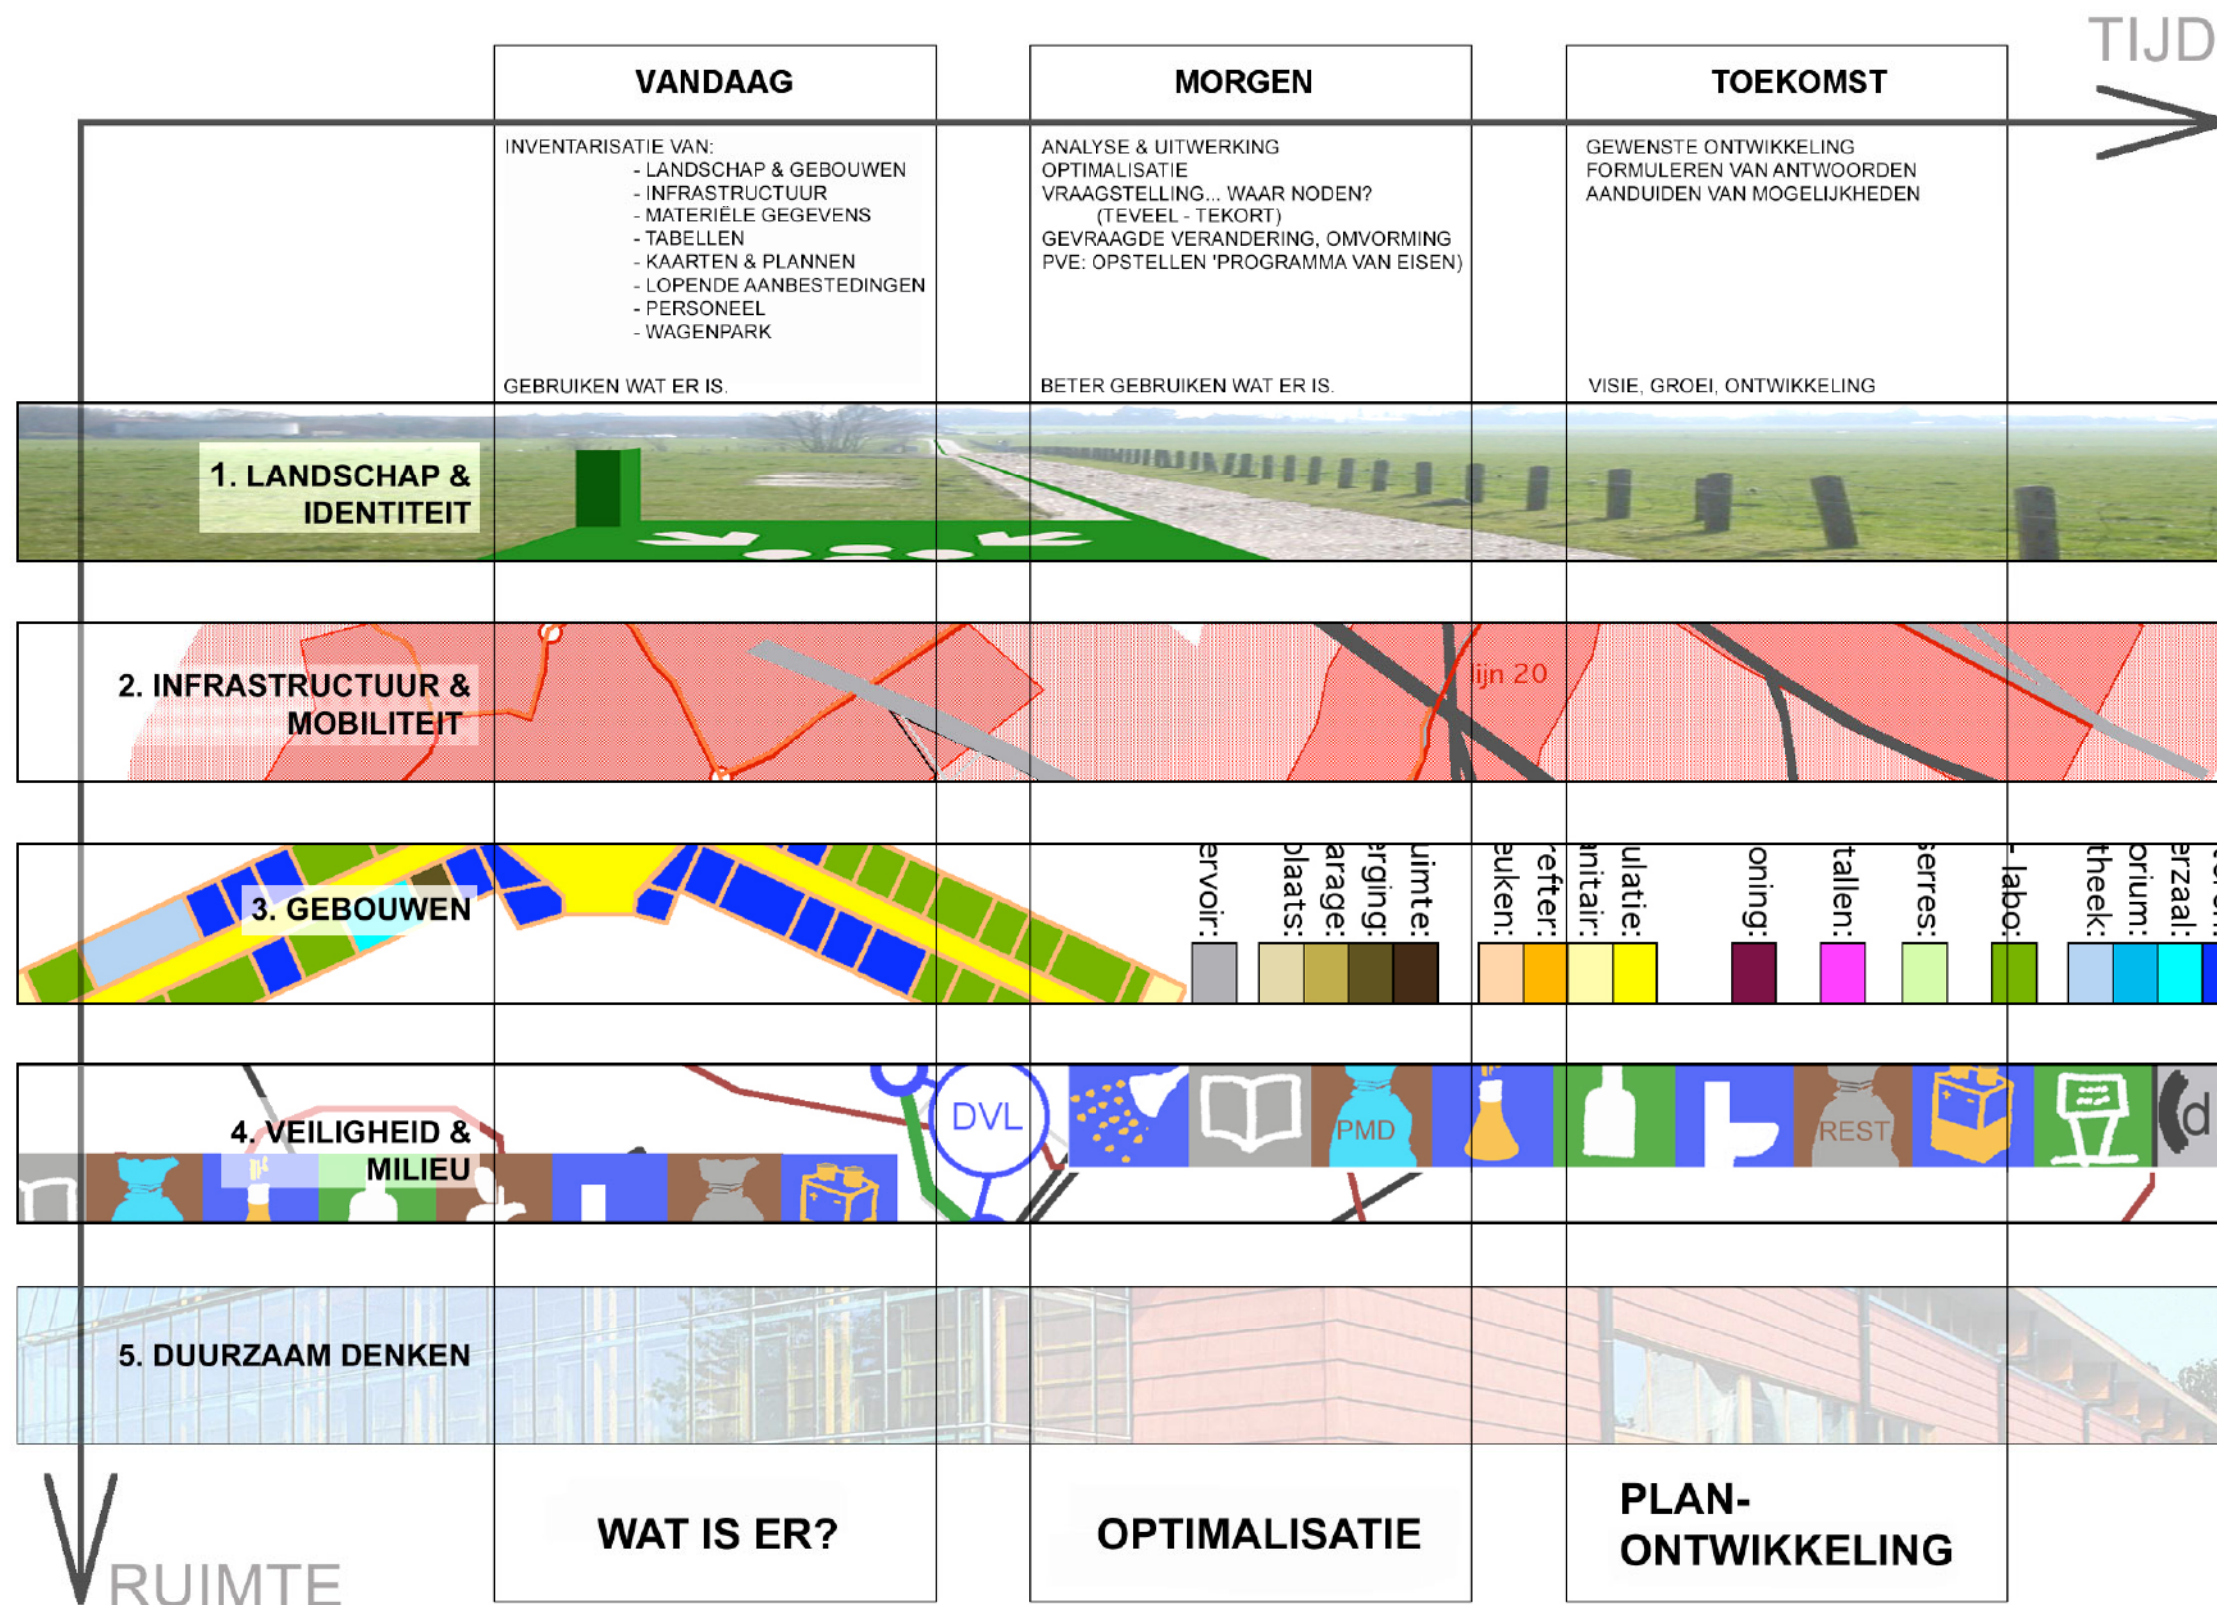 TIJD
VANDAAG
MORGEN
TOEKOMST
INVENTARISATIE VAN:
- LANDSCHAP & GEBOUWEN
- INFRASTRUCTUUR
- MATERIËLE GEGEVENS
- TABELLEN
- KAARTEN & PLANNEN
- LOPENDE AANBESTEDINGEN
- PERSONEEL
- WAGENPARK
GEBRUIKEN WAT ER IS.
ANALYSE & UITWERKING
OPTIMALISATIE
VRAAGSTELLING... WAAR NODEN?
(TEVEEL - TEKORT)
GEVRAAGDE VERANDERING, OMVORMING
PVE: OPSTELLEN 'PROGRAMMA VAN EISEN)
BETER GEBRUIKEN WAT ER IS.
GEWENSTE ONTWIKKELING
FORMULEREN VAN ANTWOORDEN
AANDUIDEN VAN MOGELIJKHEDEN
VISIE, GROEI, ONTWIKKELING
1. LANDSCHAP &
IDENTITEIT
2. INFRASTRUCTUUR &
MOBILITEIT
lijn 20
3. GEBOUWEN
ervoir:
plaats:
arage:
erging:
uimte:
euken:
refter:
anitair:
ulatie:
oning:
tallen:
serres:
- labo:
theek:
orium:
erzaal:
4. VEILIGHEID &
MILIEU
DVL
PMD
REST
d
5. DUURZAAM DENKEN
WAT IS ER?
OPTIMALISATIE
PLAN-
ONTWIKKELING
RUIMTE